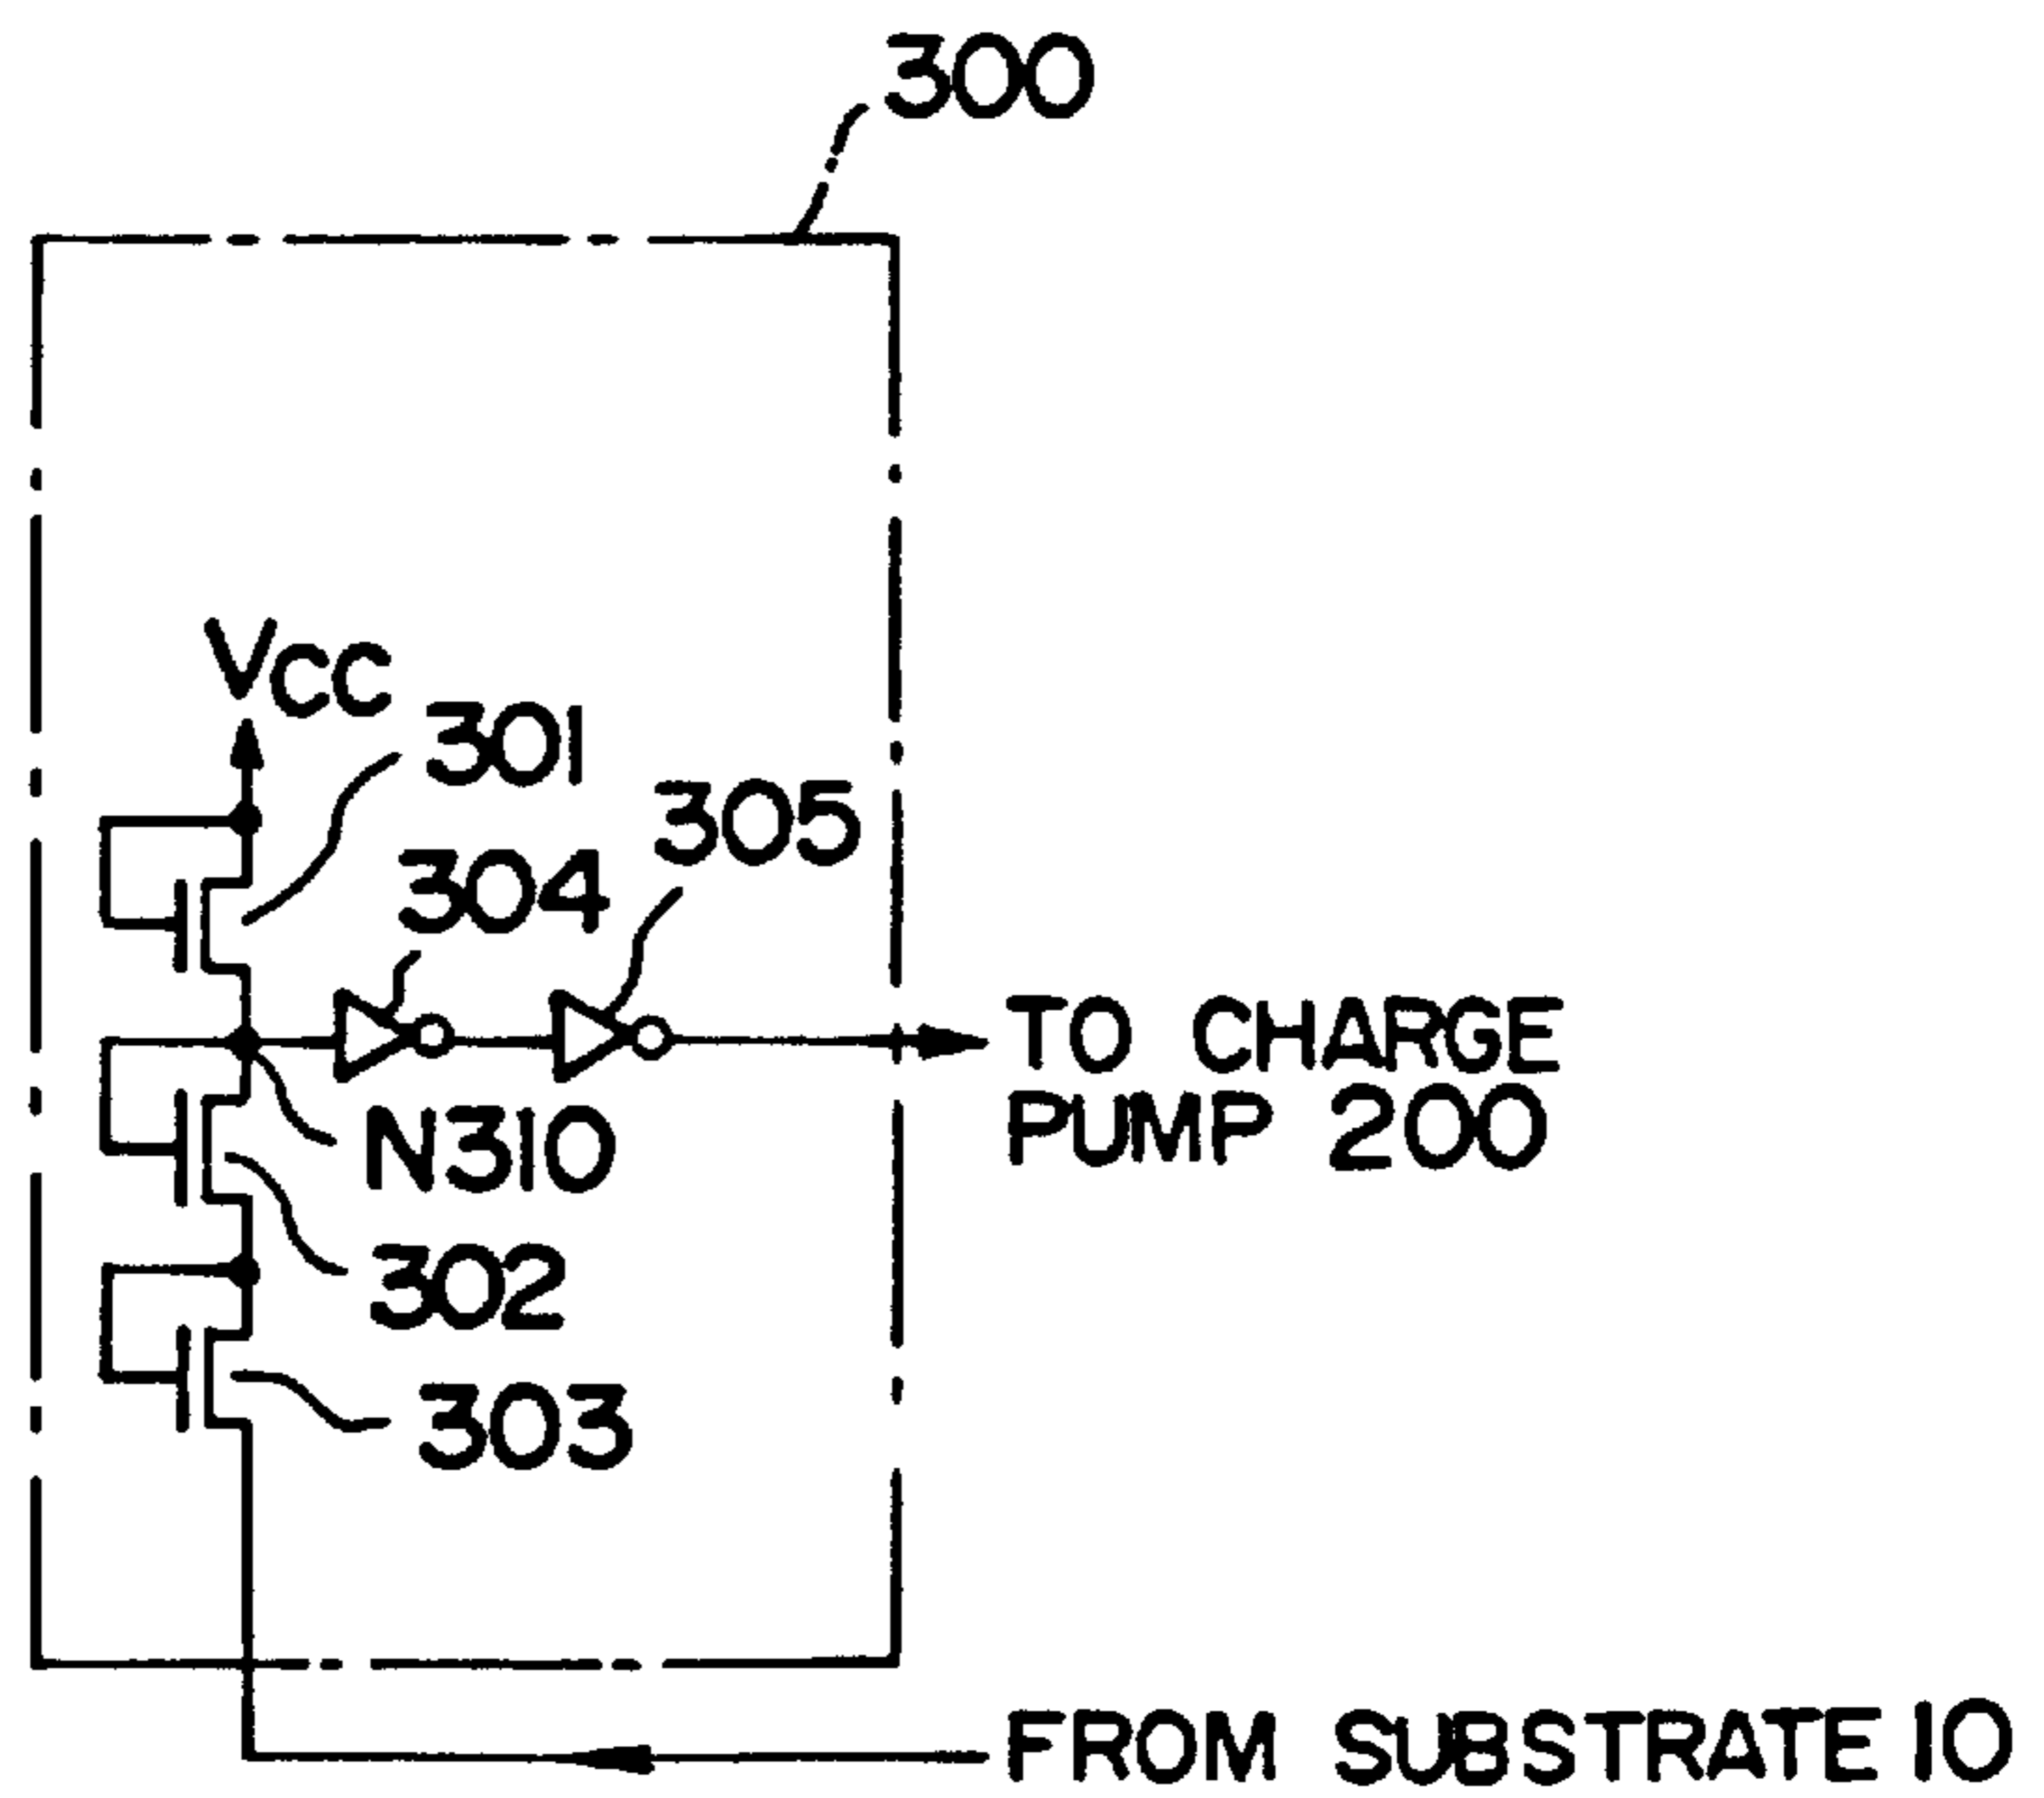 300
Vcc
301
305
304
TO CHARGE
PUMP 200
N310
302
303
FROM SUBSTRATE 10